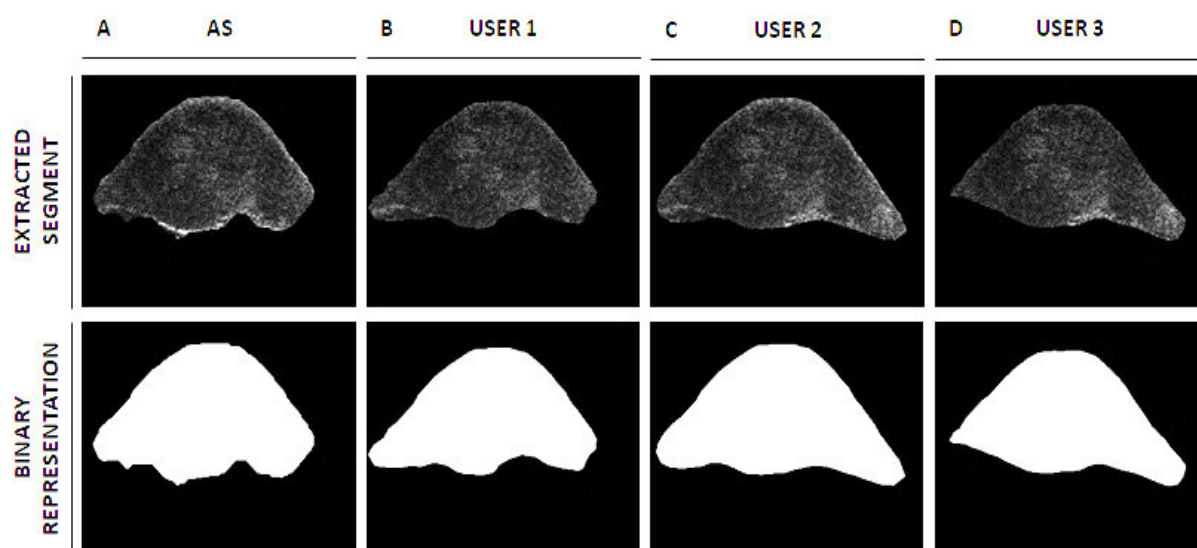 A AS B USER 1 C USER 2 D USER 3
EXTRACTED
SEGMENT
BINARY
REPRESENTATION